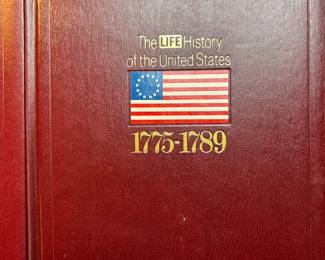 The LIFE History
of the United States
1775-1789